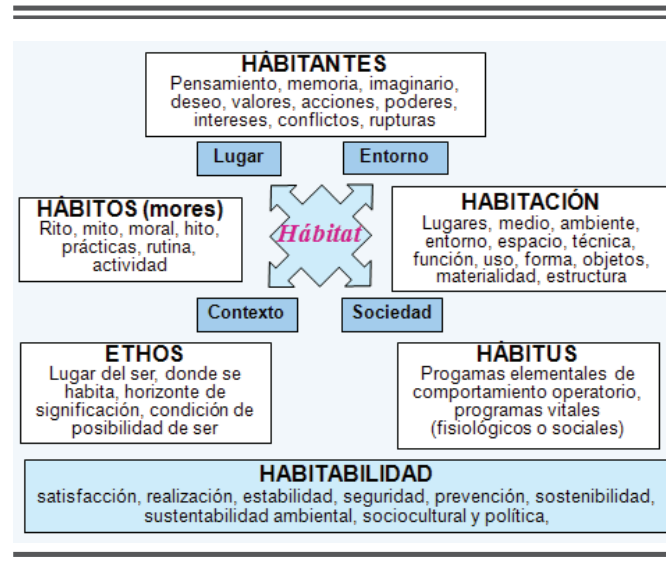 HÁBITANTES
Pensamiento, memoria, imaginario,
deseo, valores, acciones, poderes,
intereses, conflictos, rupturas
Lugar
Entorno
HÁBITOS (mores)
Rito, mito, moral, hito,
prácticas, rutina,
actividad
Hábitat
HABITACIÓN
Lugares, medio, ambiente,
entorno, espacio, técnica,
función, uso, forma, objetos,
materialidad, estructura
Contexto
Sociedad
ETHOS
Lugar del ser, donde se
habita, horizonte de
significación, condición de
posibilidad de ser
HÁBITUS
Progamas elementales de
comportamiento operatorio,
programas vitales
(fisiológicos o sociales)
HABITABILIDAD
satisfacción, realización, estabilidad, seguridad, prevención, sostenibilidad,
sustentabilidad ambiental, sociocultural y política,